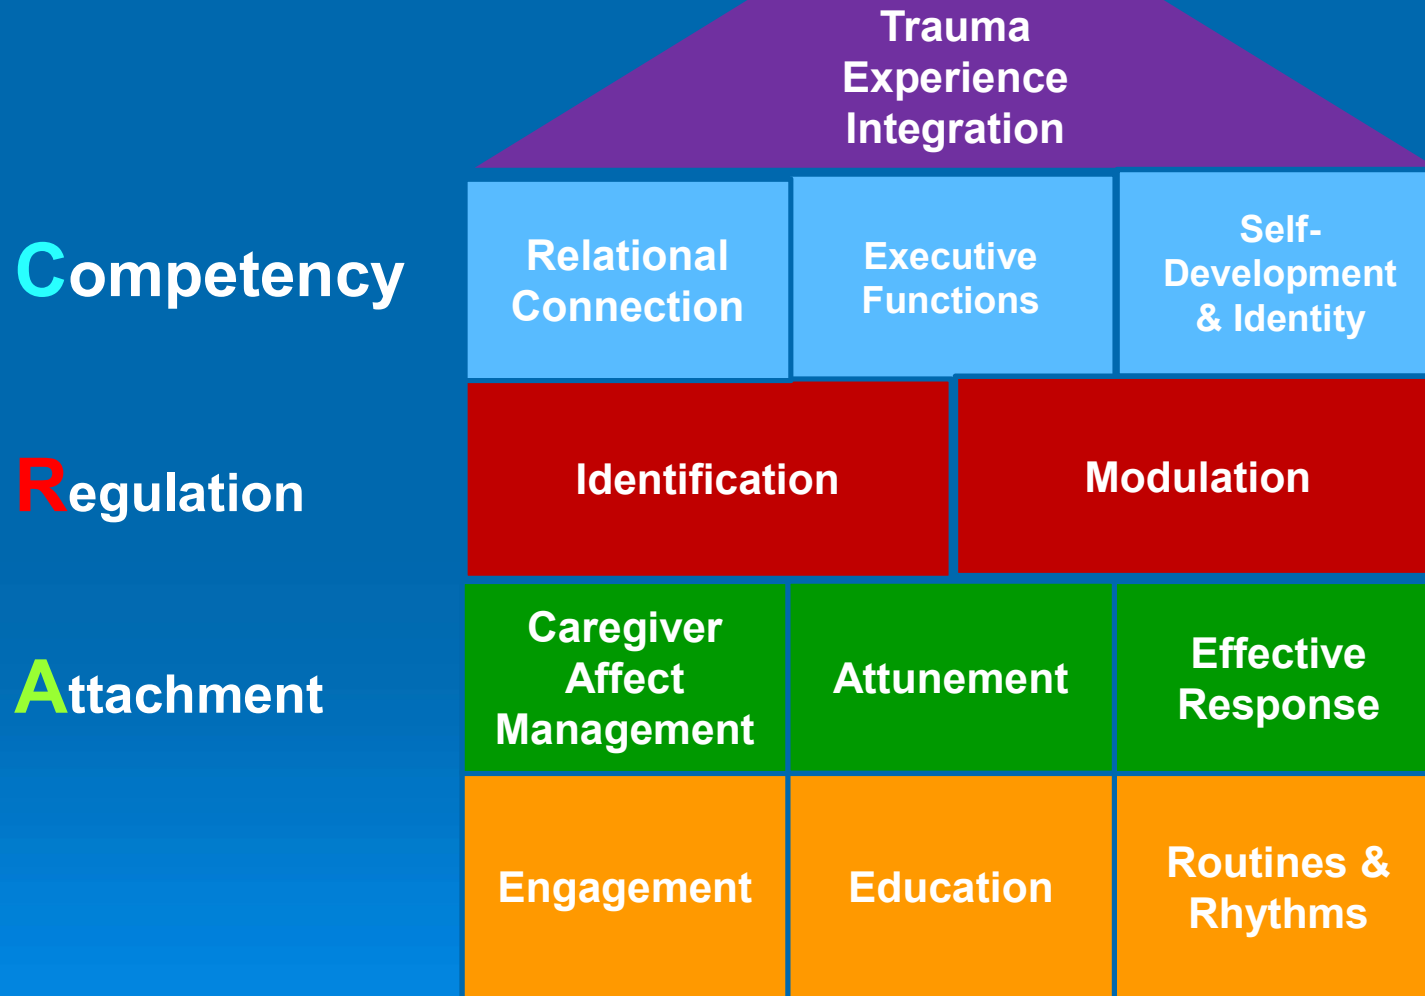 Trauma
Experience
Integration
Competency
Relational
Connection
Executive
Functions
Self-
Development
& Identity
Regulation
Identification
Modulation
Attachment
Caregiver
Affect
Management
Attunement
Effective
Response
Engagement
Education
Routines &
Rhythms